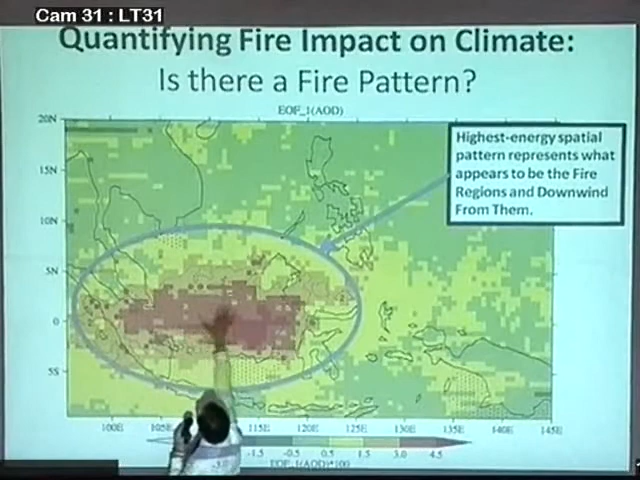 Cam 31 : LT31
Quantifying Fire Impact on Climate:
Is there a Fire Pattern?
EOF_1(AOD)
Highest-energy spatial
pattern represents what
appears to be the Fire
Regions and Downwind
From Them.
20N
15N
10N
5N
0
5S
100E 105E 115E 120E 125E 130E 135E 140E 145E
-1.5 -0.5 0.5 1.5 3.0 4.5
EOF_1(AOD)*100